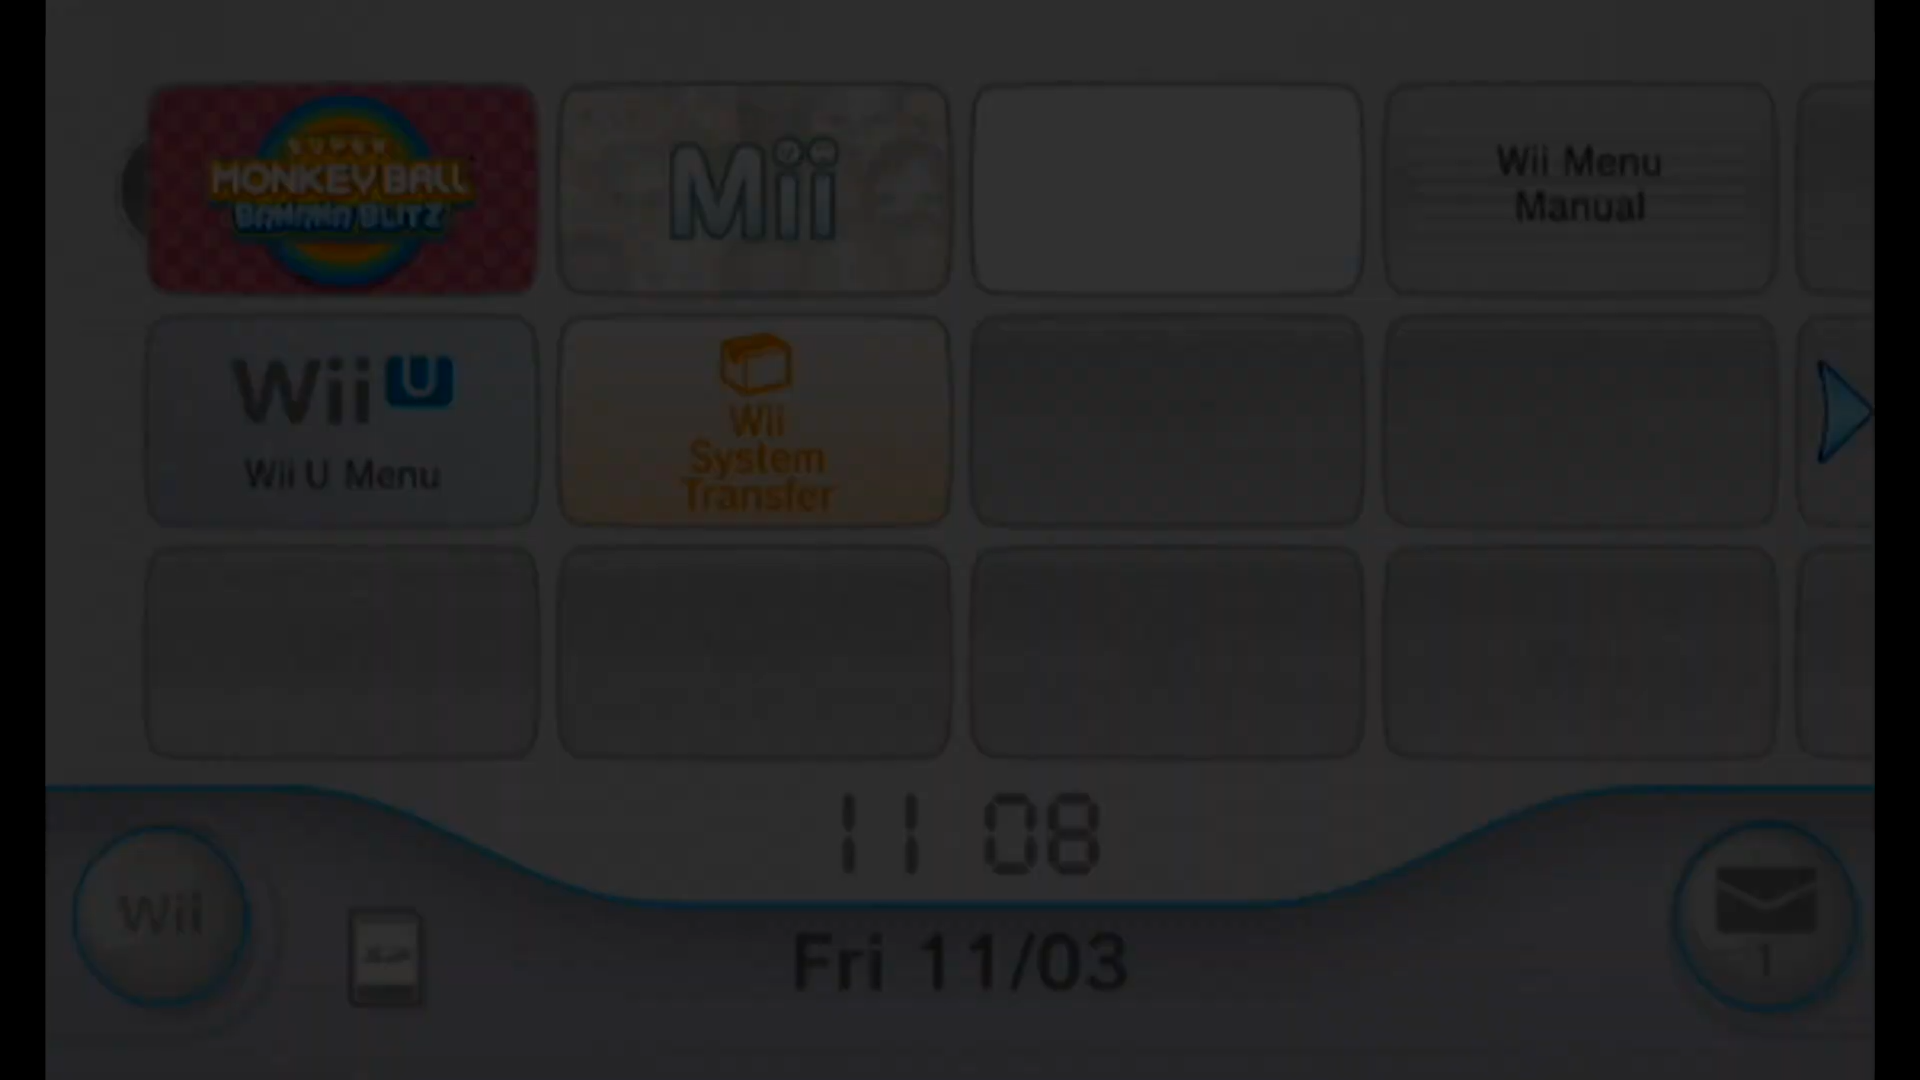 SUPER
MONKEY BALL
BANANA BLITZ
Mii
Wii Menu
Manual
Wii U
Wii U Menu
Wii
System
Transfer
11 08
Wii
Fri 11/03
1